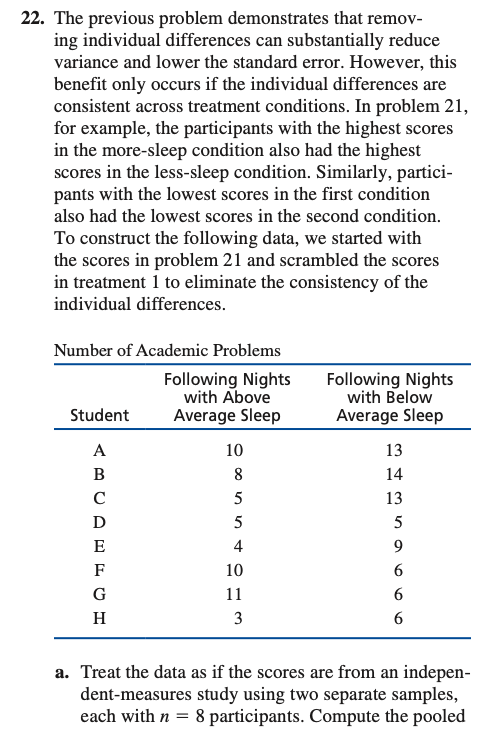 22. The previous problem demonstrates that remov-
ing individual differences can substantially reduce
variance and lower the standard error. However, this
benefit only occurs if the individual differences are
consistent across treatment conditions. In problem 21,
for example, the participants with the highest scores
in the more-sleep condition also had the highest
scores in the less-sleep condition. Similarly, partici-
pants with the lowest scores in the first condition
also had the lowest scores in the second condition.
To construct the following data, we started with
the scores in problem 21 and scrambled the scores
in treatment 1 to eliminate the consistency of the
individual differences.
Number of Academic Problems
Following Nights Following Nights
with Above with Below
Student Average Sleep Average Sleep
A 10 13
B 8 14
C 5 13
D 5 5
E 4 9
F 10 6
G 11 6
H 3 6
a. Treat the data as if the scores are from an indepen-
dent-measures study using two separate samples,
each with n = 8 participants. Compute the pooled